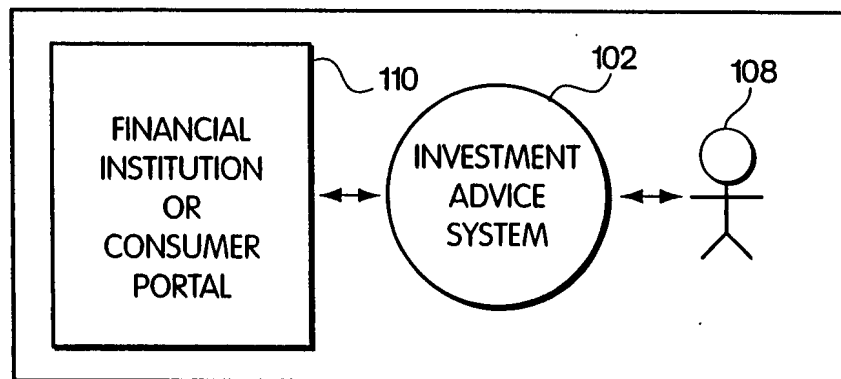 FINANCIAL
INSTITUTION
OR
CONSUMER
PORTAL
110
INVESTMENT
ADVICE
SYSTEM
102
108